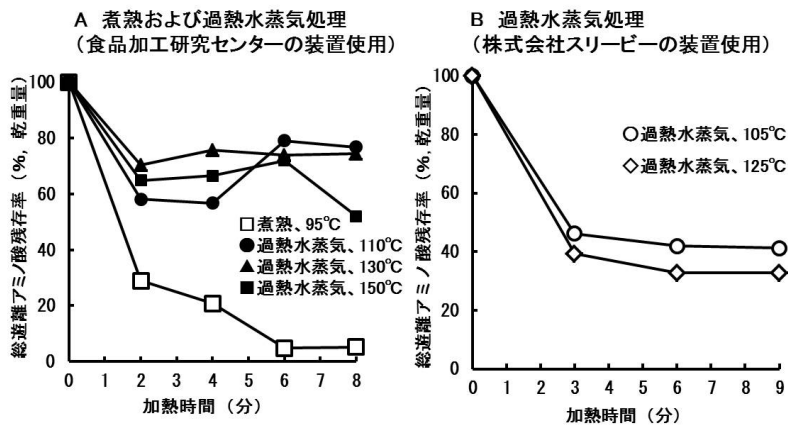 A 煮熟および過熱水蒸気処理
(食品加工研究センターの装置使用)
総遊離アミノ酸残存率(%,乾重量)
100
80
60
40
20
0
0 1 2 3 4 5 6 7 8
加熱時間(分)
煮熟、95℃
過熱水蒸気、110℃
過熱水蒸気、130℃
過熱水蒸気、150℃
B 過熱水蒸気処理
(株式会社スリービーの装置使用)
総遊離アミノ酸残存率(%,乾重量)
100
80
60
40
20
0
0 1 2 3 4 5 6 7 8 9
加熱時間(分)
過熱水蒸気、105℃
過熱水蒸気、125℃